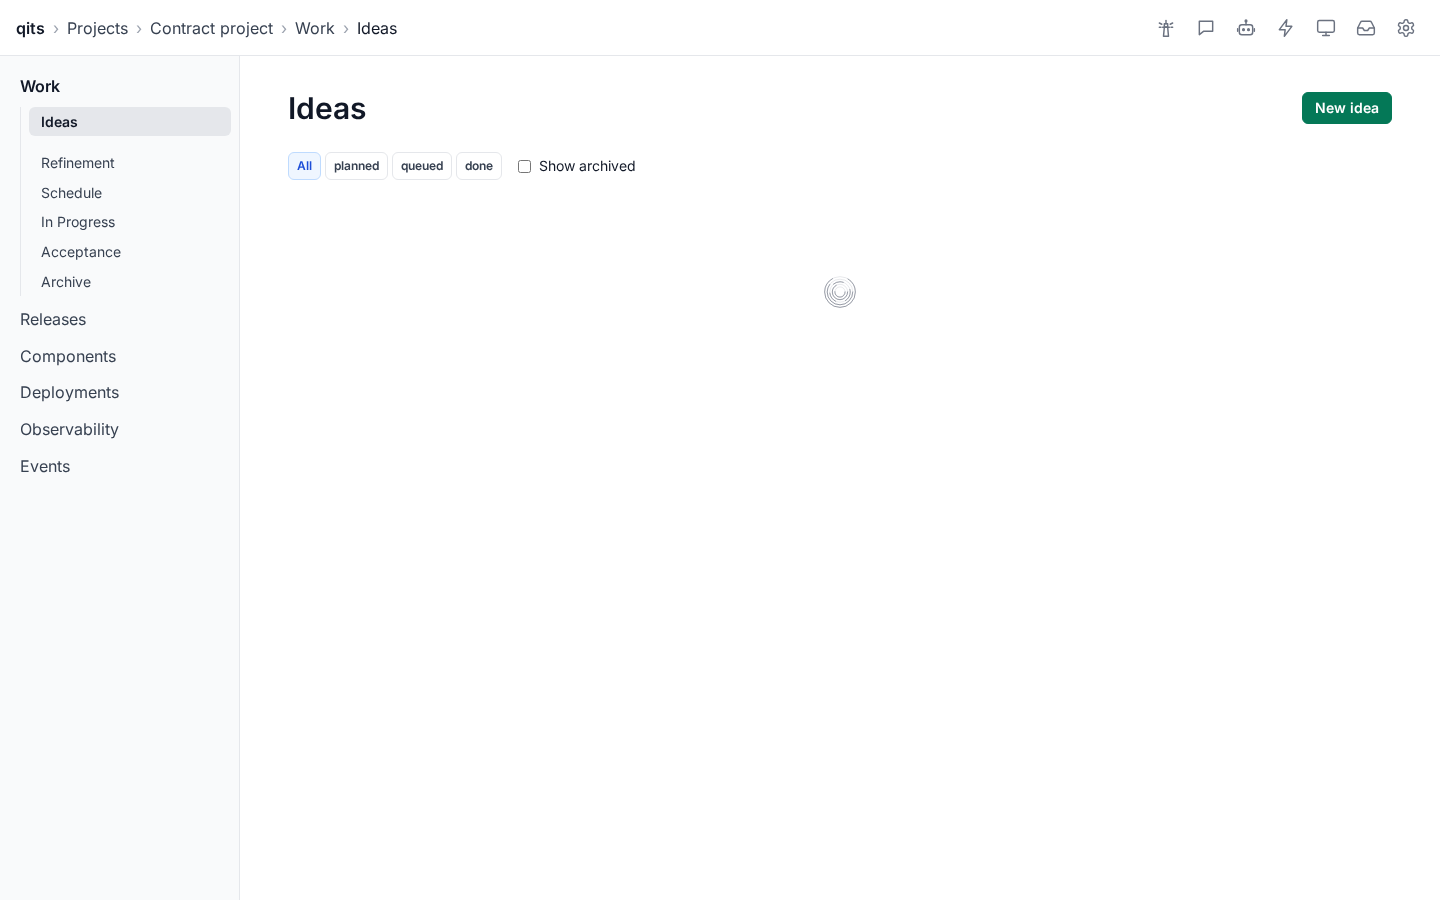 qits › Projects › Contract project › Work › Ideas
Work
Ideas
Refinement
Schedule
In Progress
Acceptance
Archive
Releases
Components
Deployments
Observability
Events
Ideas
New idea
All planned queued done Show archived